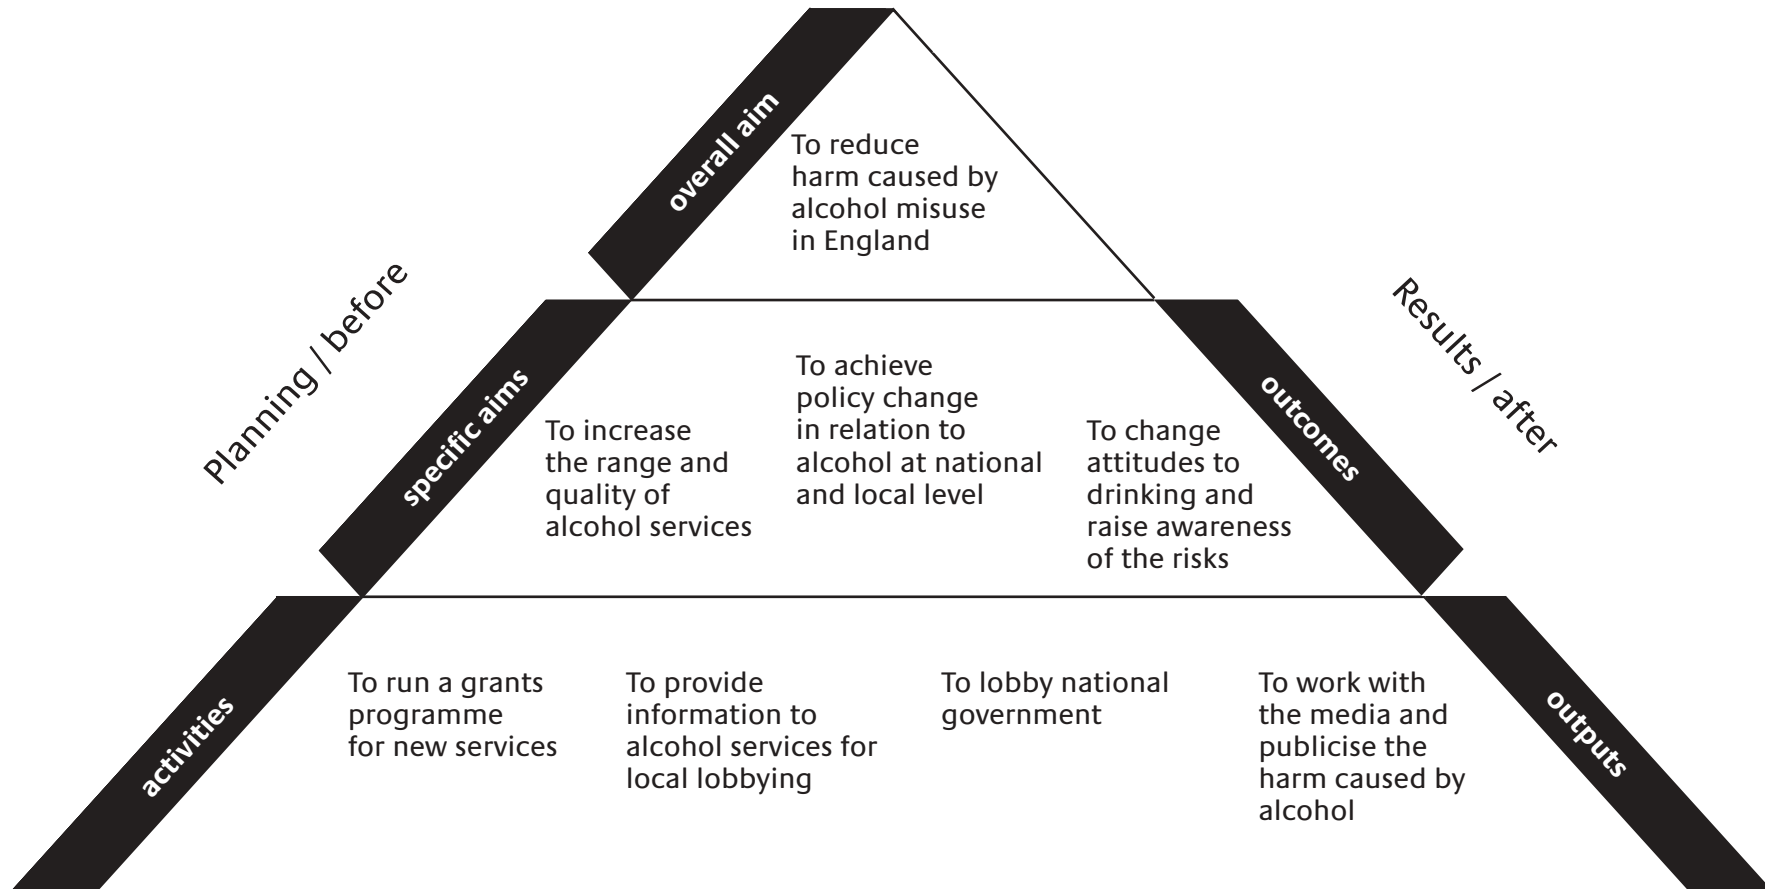 overall aim
To reduce
harm caused by
alcohol misuse
in England
Planning / before
Results / after
specific aims
To increase
the range and
quality of
alcohol services
To achieve
policy change
in relation to
alcohol at national
and local level
To change
attitudes to
drinking and
raise awareness
of the risks
outcomes
activities
To run a grants
programme
for new services
To provide
information to
alcohol services for
local lobbying
To lobby national
government
To work with
the media and
publicise the
harm caused by
alcohol
outputs